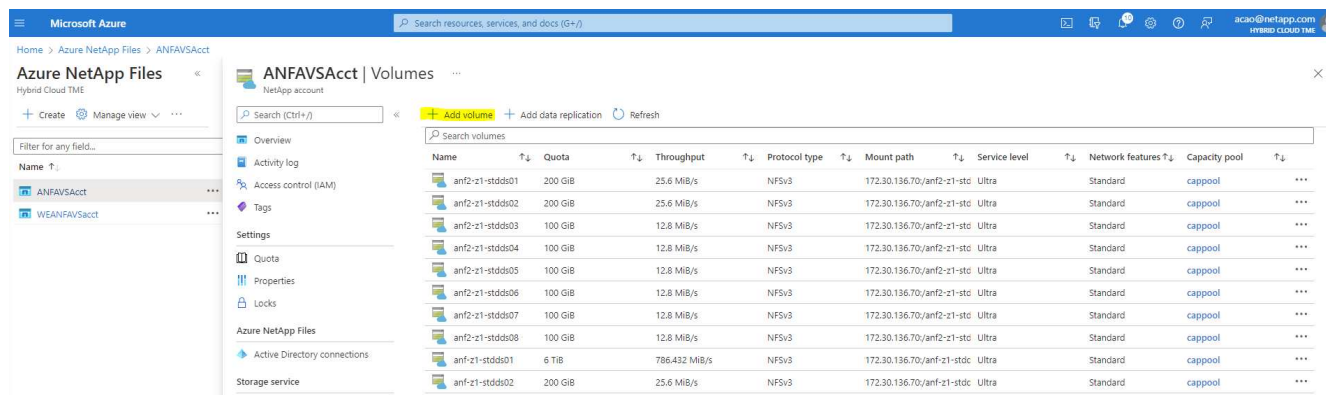 Microsoft Azure
Search resources, services, and docs (G+/)
10
acao@netapp.com
HYBRID CLOUD TME
Home > Azure NetApp Files > ANFAVSAcct
Azure NetApp Files «
Hybrid Cloud TME
+ Create Manage view ...
Filter for any field...
Name ↑↓
ANFAVSAcct ...
WEANFAVSacct ...
ANFAVSAcct | Volumes ...
NetApp account
Search (Ctrl+/) «
Overview
Activity log
Access control (IAM)
Tags
Settings
Quota
Properties
Locks
Azure NetApp Files
Active Directory connections
Storage service
+ Add volume + Add data replication Refresh
Search volumes
Name ↑↓ Quota ↑↓ Throughput ↑↓ Protocol type ↑↓ Mount path ↑↓ Service level ↑↓ Network features ↑↓ Capacity pool ↑↓
anf2-z1-stdds01 200 GiB 25.6 MiB/s NFSv3 172.30.136.70:/anf2-z1-std Ultra Standard cappool ...
anf2-z1-stdds02 200 GiB 25.6 MiB/s NFSv3 172.30.136.70:/anf2-z1-std Ultra Standard cappool ...
anf2-z1-stdds03 100 GiB 12.8 MiB/s NFSv3 172.30.136.70:/anf2-z1-std Ultra Standard cappool ...
anf2-z1-stdds04 100 GiB 12.8 MiB/s NFSv3 172.30.136.70:/anf2-z1-std Ultra Standard cappool ...
anf2-z1-stdds05 100 GiB 12.8 MiB/s NFSv3 172.30.136.70:/anf2-z1-std Ultra Standard cappool ...
anf2-z1-stdds06 100 GiB 12.8 MiB/s NFSv3 172.30.136.70:/anf2-z1-std Ultra Standard cappool ...
anf2-z1-stdds07 100 GiB 12.8 MiB/s NFSv3 172.30.136.70:/anf2-z1-std Ultra Standard cappool ...
anf2-z1-stdds08 100 GiB 12.8 MiB/s NFSv3 172.30.136.70:/anf2-z1-std Ultra Standard cappool ...
anf-z1-stdds01 6 TiB 786.432 MiB/s NFSv3 172.30.136.70:/anf-z1-stdc Ultra Standard cappool ...
anf-z1-stdds02 200 GiB 25.6 MiB/s NFSv3 172.30.136.70:/anf-z1-stdc Ultra Standard cappool ...